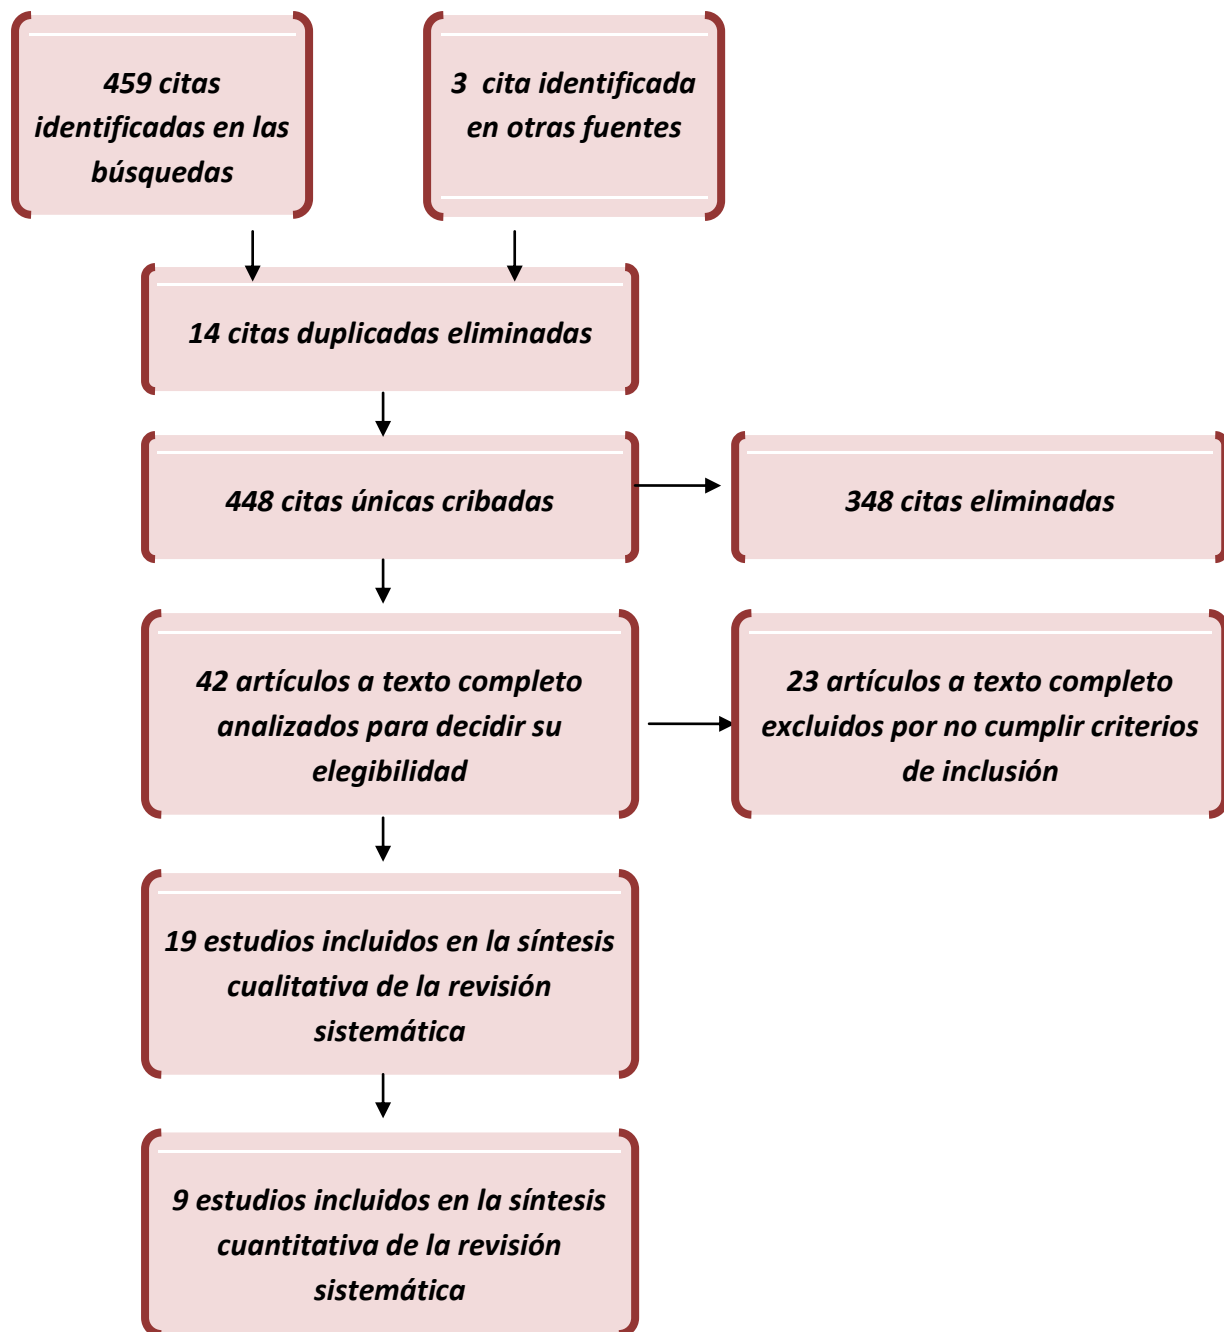 459 citas
identificadas en las
búsquedas
3 cita identificada
en otras fuentes
14 citas duplicadas eliminadas
448 citas únicas cribadas
348 citas eliminadas
42 artículos a texto completo
analizados para decidir su
elegibilidad
23 artículos a texto completo
excluidos por no cumplir criterios
de inclusión
19 estudios incluidos en la síntesis
cualitativa de la revisión
sistemática
9 estudios incluidos en la síntesis
cuantitativa de la revisión
sistemática